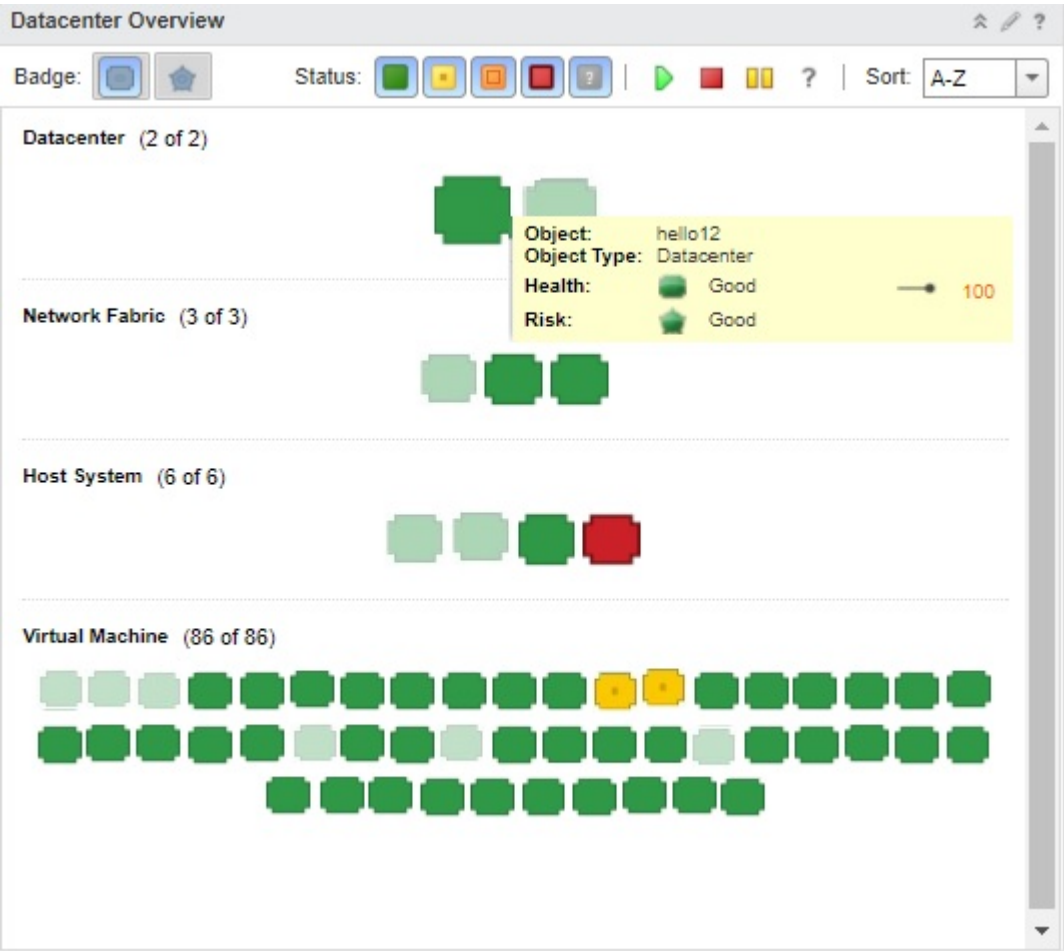 Datacenter Overview ?
Badge: Status: ? ? Sort: A-Z
Datacenter (2 of 2)
Object: hello12
Object Type: Datacenter
Health: Good 100
Risk: Good
Network Fabric (3 of 3)
Host System (6 of 6)
Virtual Machine (86 of 86)